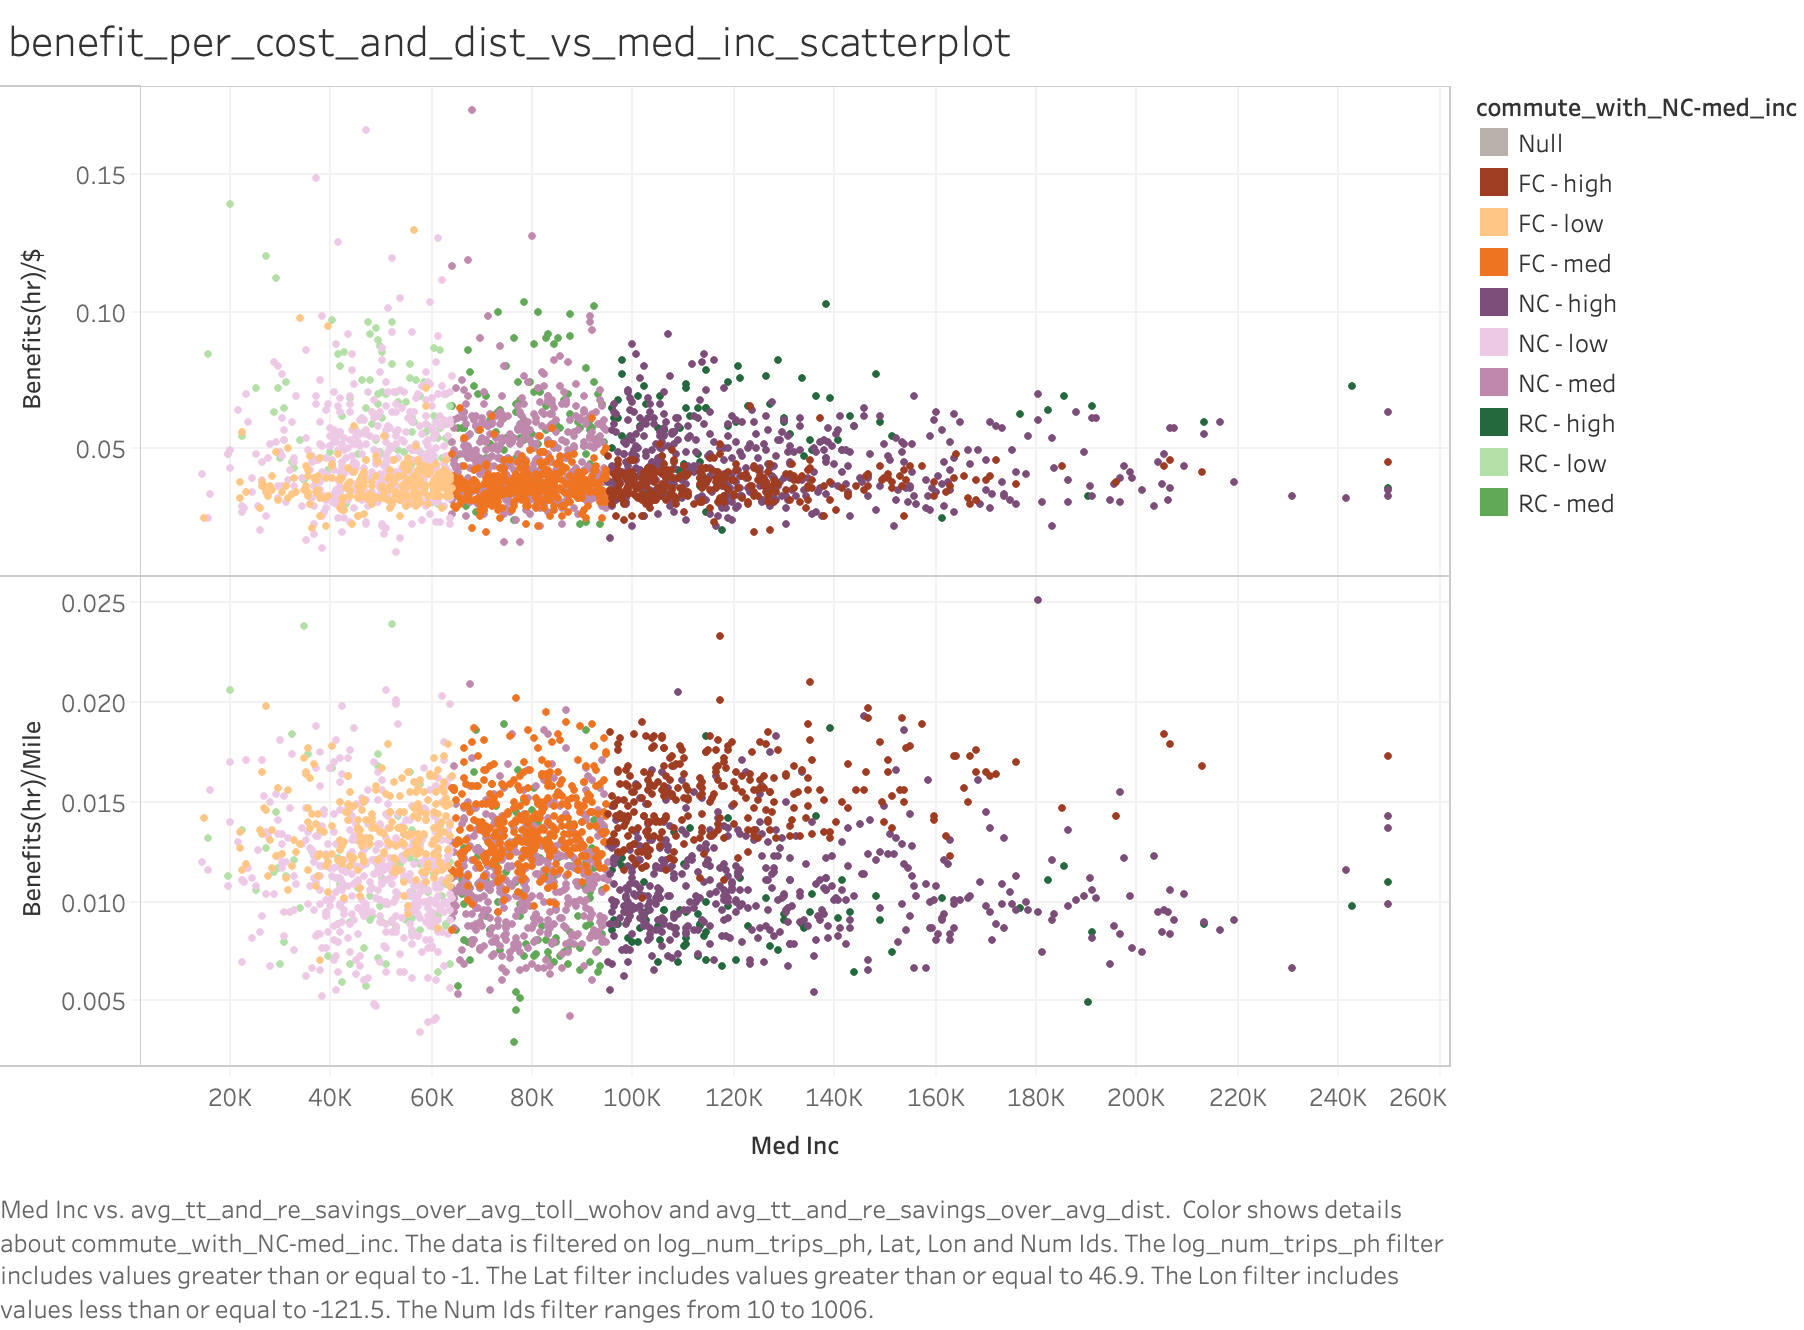 benefit_per_cost_and_dist_vs_med_inc_scatterplot
commute_with_NC-med_inc
Null
FC - high
FC - low
FC - med
NC - high
NC - low
NC - med
RC - high
RC - low
RC - med
Benefits(hr)/$
0.15
0.10
0.05
Benefits(hr)/Mile
0.025
0.020
0.015
0.010
0.005
20K 40K 60K 80K 100K 120K 140K 160K 180K 200K 220K 240K 260K
Med Inc
Med Inc vs. avg_tt_and_re_savings_over_avg_toll_wohov and avg_tt_and_re_savings_over_avg_dist.  Color shows details
about commute_with_NC-med_inc. The data is filtered on log_num_trips_ph, Lat, Lon and Num Ids. The log_num_trips_ph filter
includes values greater than or equal to -1. The Lat filter includes values greater than or equal to 46.9. The Lon filter includes
values less than or equal to -121.5. The Num Ids filter ranges from 10 to 1006.